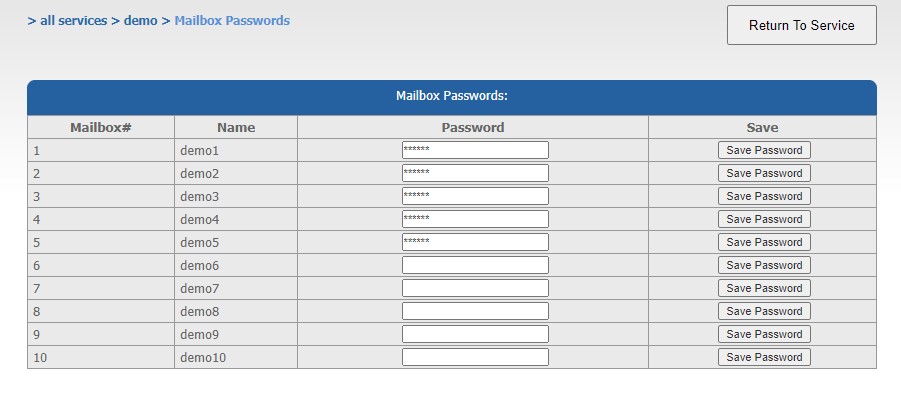 > all services > demo > Mailbox Passwords
Return To Service
Mailbox Passwords:
Mailbox# Name Password Save
1 demo1 ****** Save Password
2 demo2 ****** Save Password
3 demo3 ****** Save Password
4 demo4 ****** Save Password
5 demo5 ****** Save Password
6 demo6 Save Password
7 demo7 Save Password
8 demo8 Save Password
9 demo9 Save Password
10 demo10 Save Password